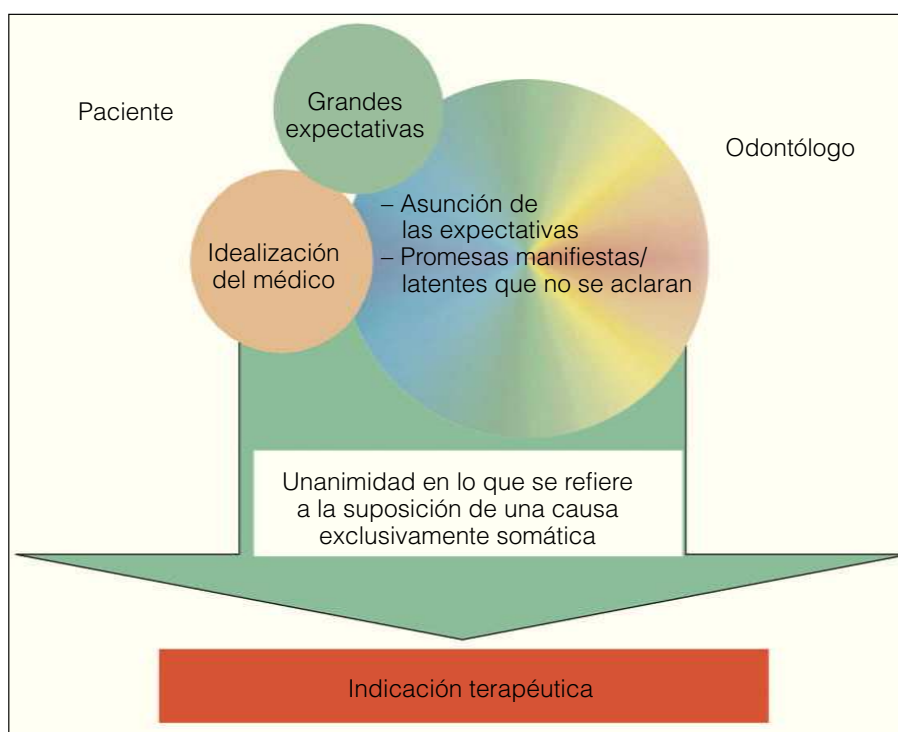 Paciente
Grandes
expectativas
Odontólogo
Idealización
del médico
– Asunción de
las expectativas
– Promesas manifiestas/
latentes que no se aclaran
Unanimidad en lo que se refiere
a la suposición de una causa
exclusivamente somática
Indicación terapéutica